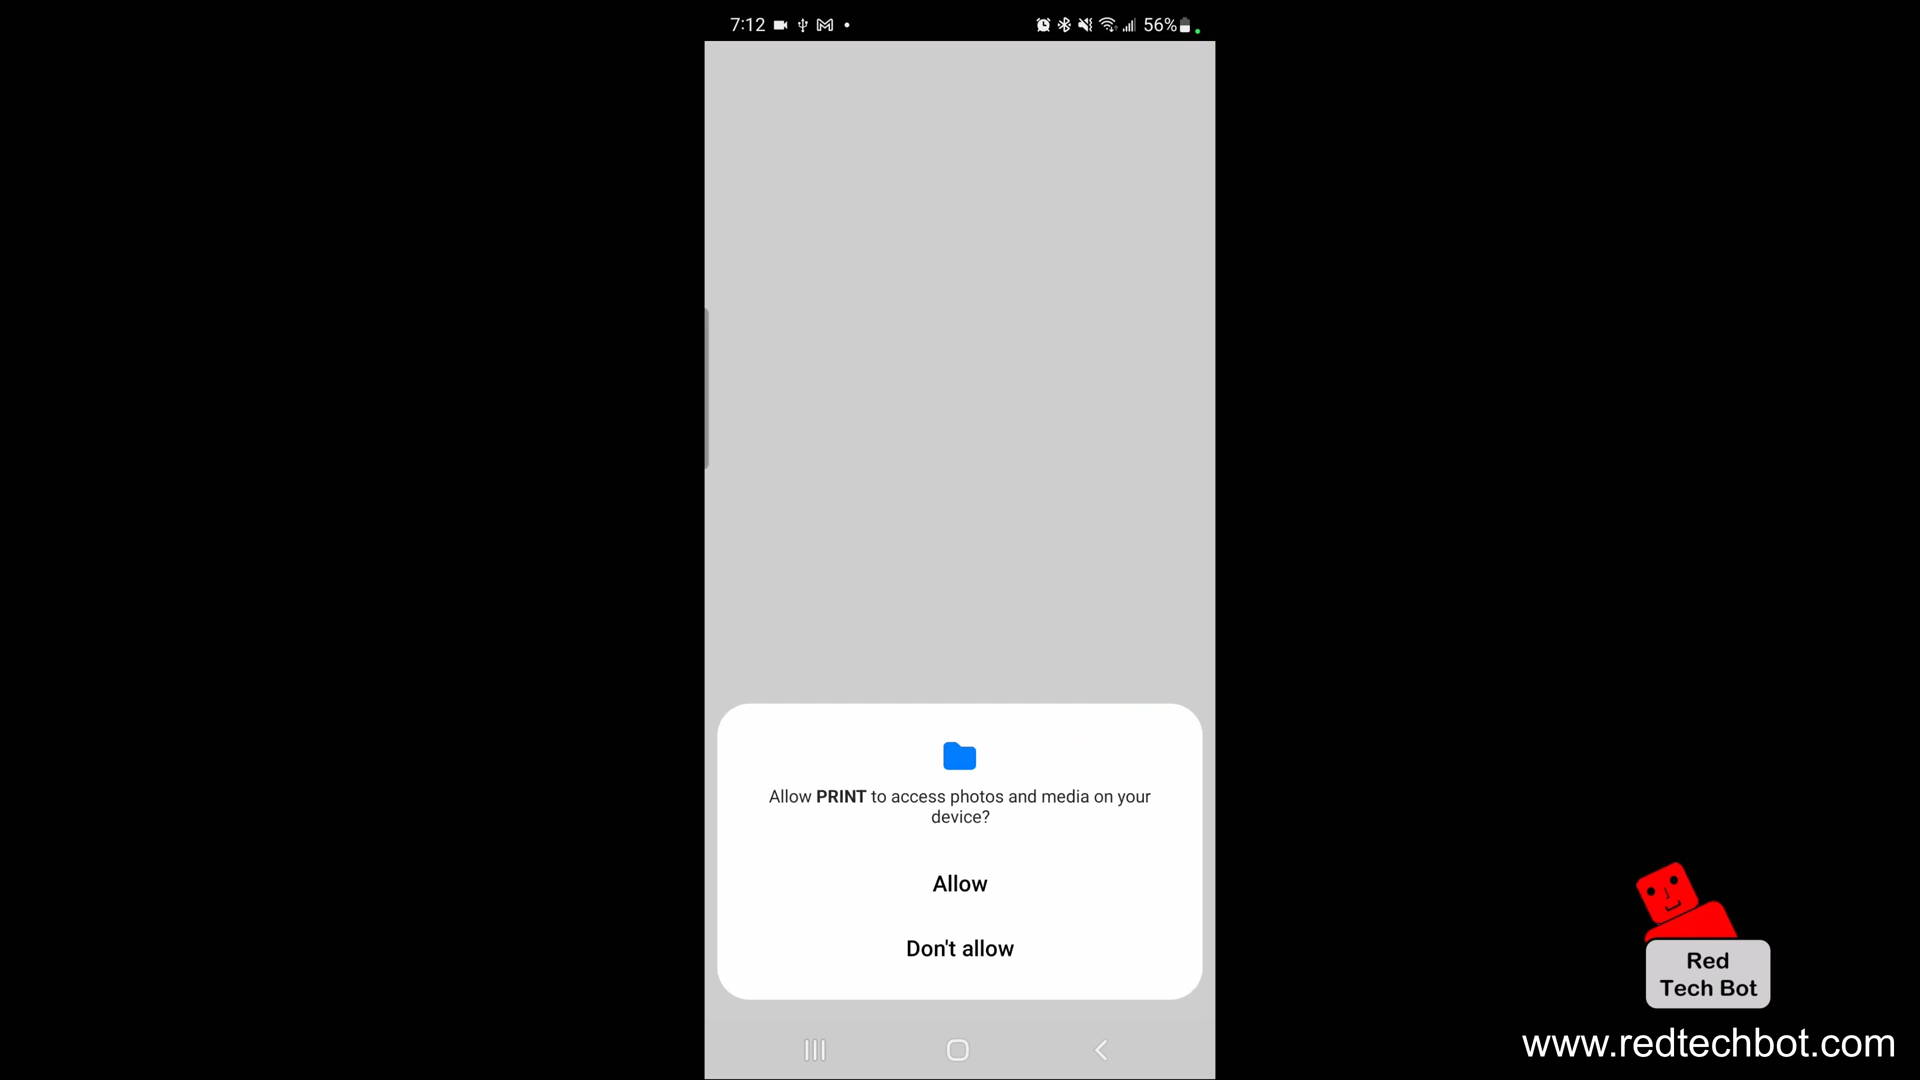 7:12
56%
Allow PRINT to access photos and media on your
device?
Allow
Don't allow
Red
Tech Bot
www.redtechbot.com